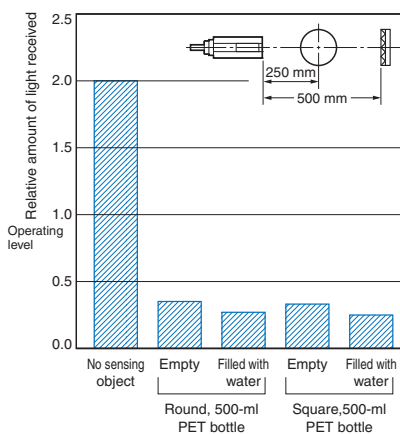 Relative amount of light received
2.5
2.0
1.5
1.0
Operating
level
0.5
0.0
250 mm
500 mm
No sensing
object
Empty
Filled with
water
Empty
Filled with
water
Round, 500-ml
PET bottle
Square,500-ml
PET bottle